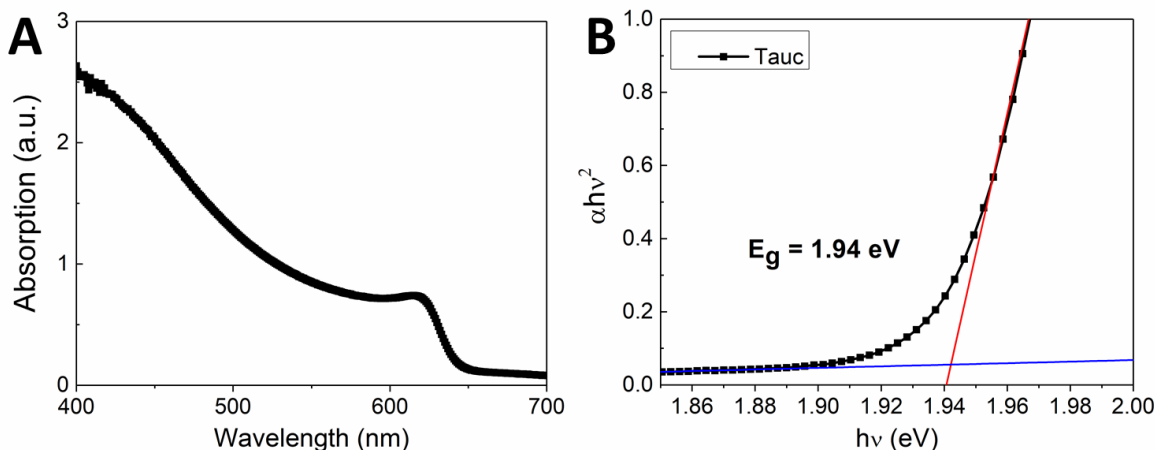 A
3
2
1
0
400
500
600
700
Absorption (a.u.)
Wavelength (nm)
B
Tauc
1.0
0.8
0.6
0.4
0.2
0.0
αhν²
E_g = 1.94 eV
1.86
1.88
1.90
1.92
1.94
1.96
1.98
2.00
hν (eV)